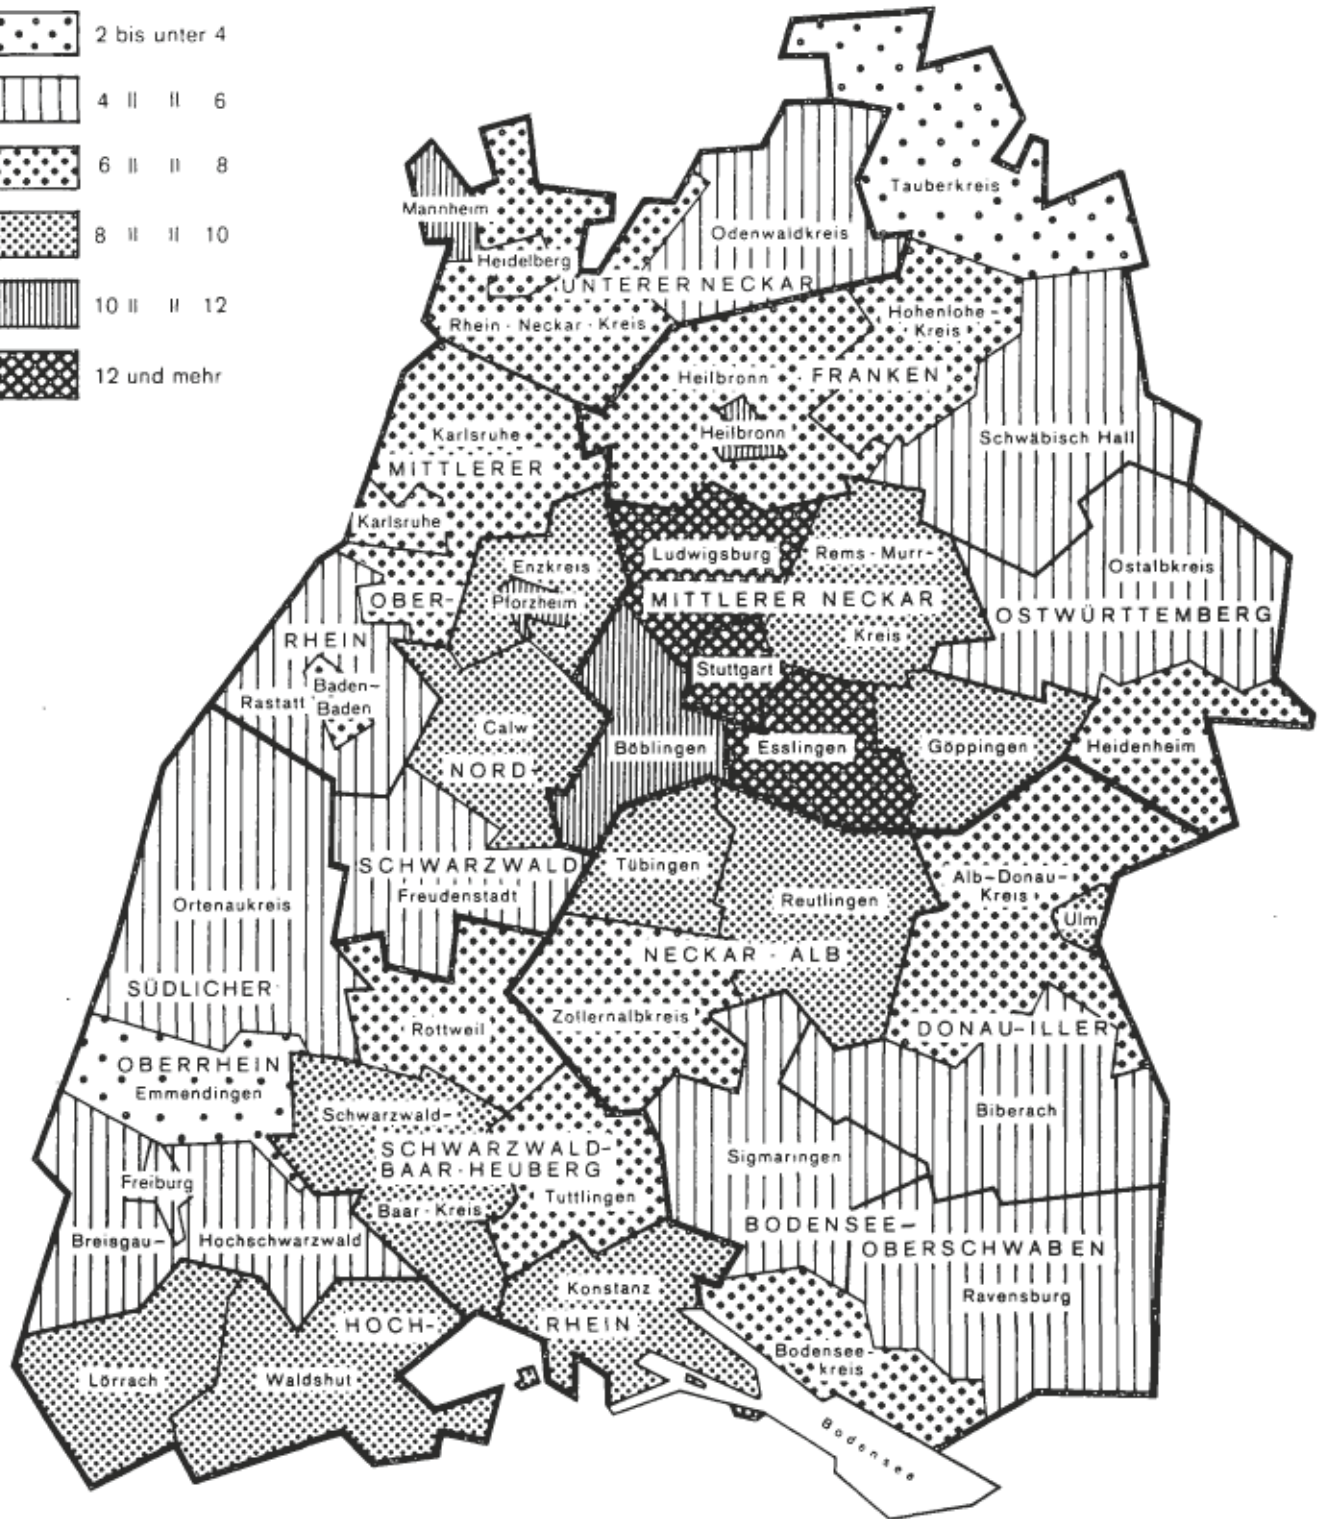 2 bis unter 4
4 " " 6
6 " " 8
8 " " 10
10 " " 12
12 und mehr
Tauberkreis
Mannheim
Odenwaldkreis
Heidelberg
UNTERER NECKAR
Rhein-Neckar-Kreis
Hohenlohe-
Kreis
Heilbronn
FRANKEN
Heilbronn
Karlsruhe
Schwäbisch Hall
MITTLERER
Karlsruhe
Ludwigsburg
Rems-Murr-
Enzkreis
Ostalbkreis
OBER-
Pforzheim
MITTLERER NECKAR
OSTWÜRTTEMBERG
RHEIN
Kreis
Stuttgart
Baden-
Baden
Rastatt
Calw
Böblingen
Esslingen
Göppingen
Heidenheim
NORD-
SCHWARZWALD
Tübingen
Alb-Donau-
Kreis
Freudenstadt
Ortenaukreis
Reutlingen
Ulm
NECKAR-ALB
SÜDLICHER
Rottweil
Zollernalbkreis
DONAU-ILLER
OBERRHEIN
Emmendingen
Schwarzwald-
Biberach
SCHWARZWALD-
BAAR-HEUBERG
Sigmaringen
Freiburg
Tuttlingen
Baar-Kreis
Breisgau-
Hochschwarzwald
BODENSEE-
OBERSCHWABEN
Konstanz
Ravensburg
HOCH-
RHEIN
Lörrach
Waldshut
Bodensee-
kreis
Bodensee